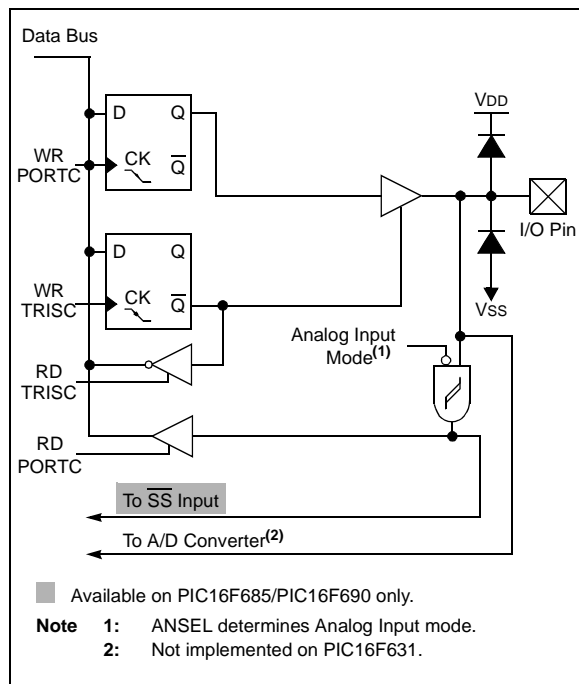 Data Bus
D Q
VDD
WR
PORTC
CK Q
I/O Pin
D Q
WR
TRISC
CK Q
VSS
Analog Input
Mode(1)
RD
TRISC
RD
PORTC
To SS Input
To A/D Converter(2)
Available on PIC16F685/PIC16F690 only.
Note 1: ANSEL determines Analog Input mode.
2: Not implemented on PIC16F631.